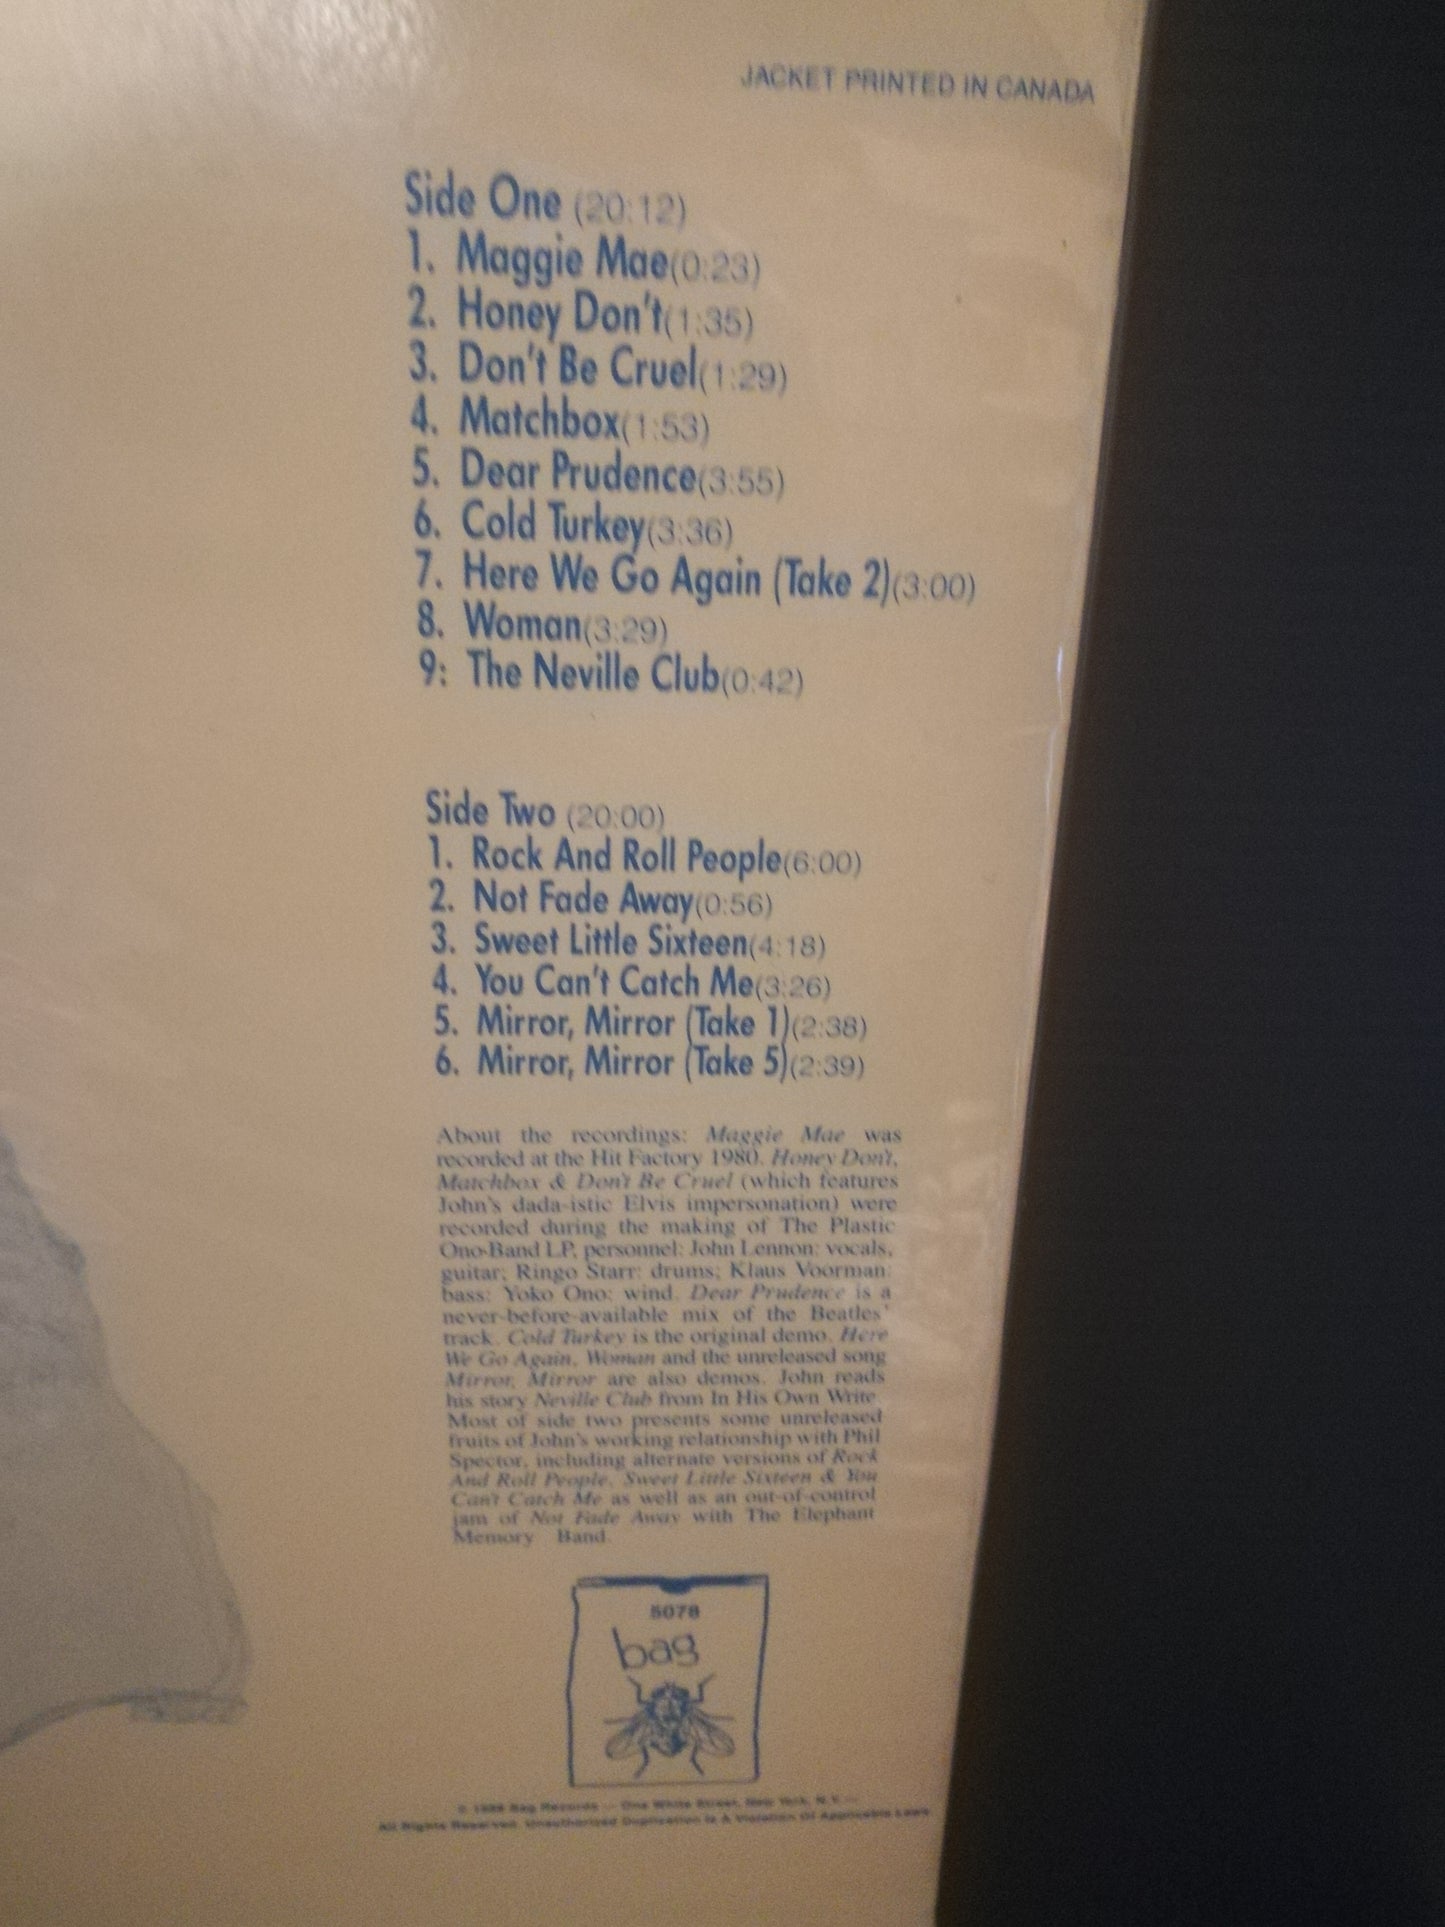 JACKET PRINTED IN CANADA
Side One (20:12)
1. Maggie Mae(0:23)
2. Honey Don't(1:35)
3. Don't Be Cruel(1:29)
4. Matchbox(1:53)
5. Dear Prudence(3:55)
6. Cold Turkey(3:36)
7. Here We Go Again (Take 2)(3:00)
8. Woman(3:29)
9: The Neville Club(0:42)
Side Two (20:00)
1. Rock And Roll People(6:00)
2. Not Fade Away(0:56)
3. Sweet Little Sixteen(4:18)
4. You Can't Catch Me(3:26)
5. Mirror, Mirror (Take 1)(2:38)
6. Mirror, Mirror (Take 5)(2:39)
About the recordings: Maggie Mae was
recorded at the Hit Factory 1980. Honey Don't,
Matchbox & Don't Be Cruel (which features
John's dada-istic Elvis impersonation) were
recorded during the making of The Plastic
Ono-Band LP, personnel: John Lennon: vocals,
guitar; Ringo Starr: drums; Klaus Voorman:
bass; Yoko Ono: wind. Dear Prudence is a
never-before-available mix of the Beatles'
track. Cold Turkey is the original demo. Here
We Go Again, Woman and the unreleased song
Mirror, Mirror are also demos. John reads
his story Neville Club from In His Own Write.
Most of side two presents some unreleased
fruits of John's working relationship with Phil
Spector, including alternate versions of Rock
And Roll People, Sweet Little Sixteen & You
Can't Catch Me as well as an out-of-control
jam of Not Fade Away with The Elephant
Memory Band.
5078
bag
Bag Records — One White Street, New York, N.Y. —
All Rights Reserved. Unauthorized Duplication Is A Violation Of Applicable Laws